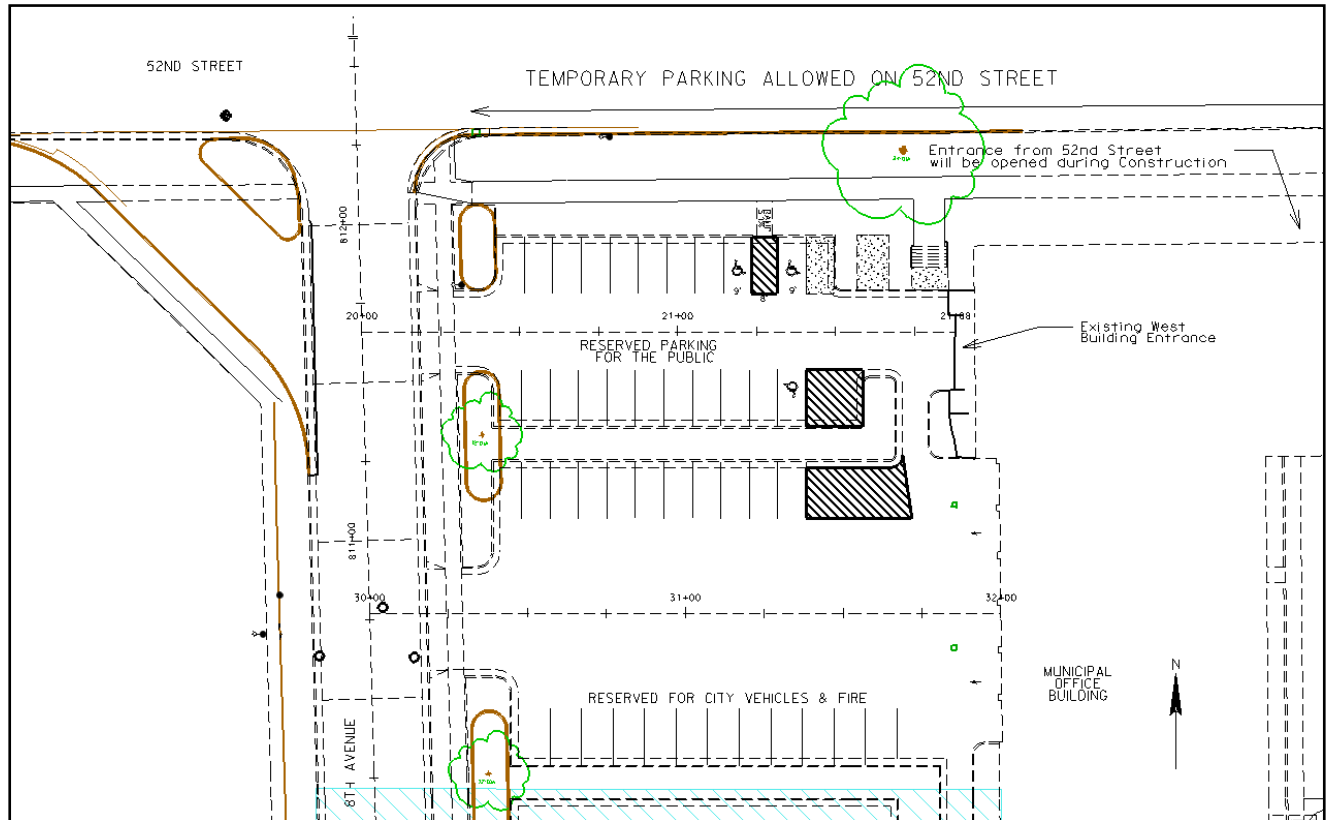 52ND STREET
TEMPORARY PARKING ALLOWED ON 52ND STREET
Entrance from 52nd Street
will be opened during Construction
812+00
RAMP
9'
8'
9'
20+00
21+00
21+88
RESERVED PARKING
FOR THE PUBLIC
Existing West
Building Entrance
811+00
30+00
31+00
32+00
RESERVED FOR CITY VEHICLES & FIRE
MUNICIPAL
OFFICE
BUILDING
N
8TH AVENUE